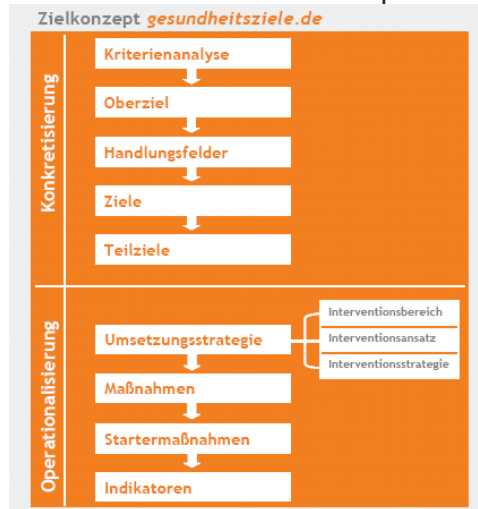 Zielkonzept gesundheitsziele.de
Konkretisierung
Kriterienanalyse
Oberziel
Handlungsfelder
Ziele
Teilziele
Operationalisierung
Umsetzungsstrategie
Interventionsbereich
Interventionsansatz
Interventionsstrategie
Maßnahmen
Startermaßnahmen
Indikatoren